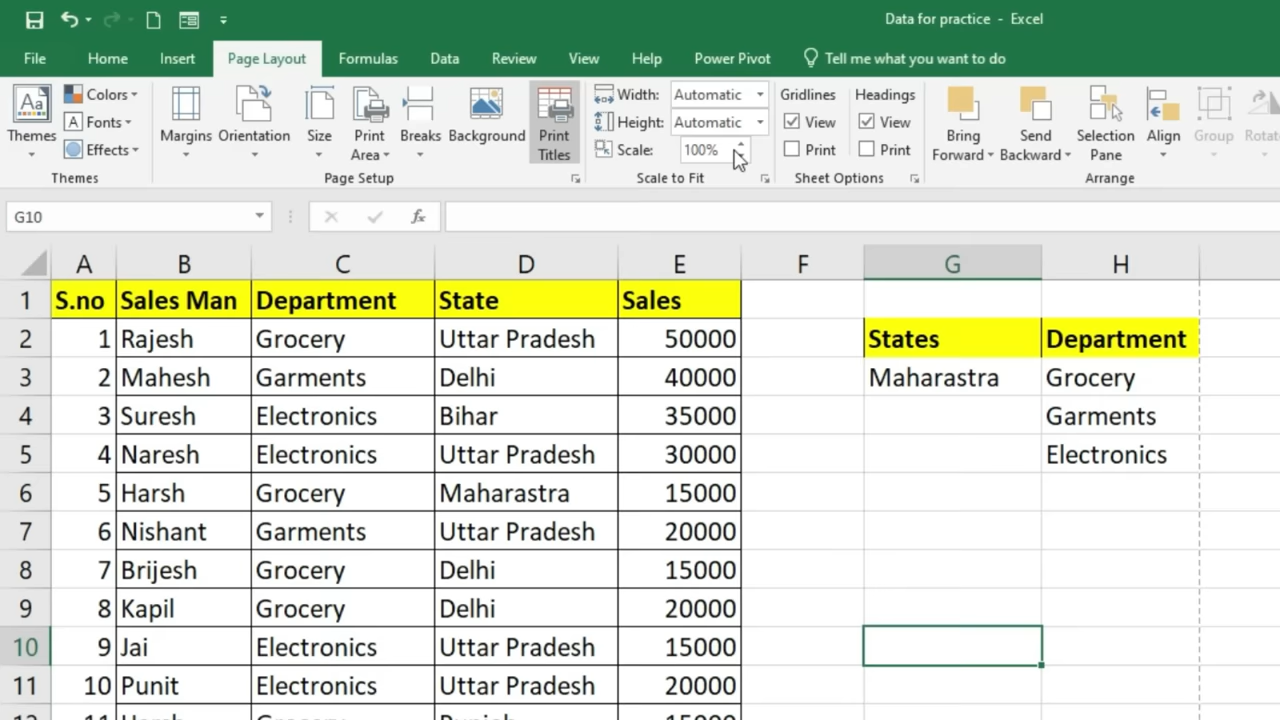 Data for practice - Excel
File Home Insert Page Layout Formulas Data Review View Help Power Pivot Tell me what you want to do
Aa Colors Width: Automatic Gridlines Headings
A Fonts Height: Automatic View View
Themes Effects Margins Orientation Size Print Area Breaks Background Print Titles Scale: 100% Print Print Bring Forward Send Backward Selection Pane Align Group
Themes Page Setup Scale to Fit Sheet Options Arrange
G10 fx
A B C D E F G H
1 S.no Sales Man Department State Sales
2 1 Rajesh Grocery Uttar Pradesh 50000 States Department
3 2 Mahesh Garments Delhi 40000 Maharastra Grocery
4 3 Suresh Electronics Bihar 35000 Garments
5 4 Naresh Electronics Uttar Pradesh 30000 Electronics
6 5 Harsh Grocery Maharastra 15000
7 6 Nishant Garments Uttar Pradesh 20000
8 7 Brijesh Grocery Delhi 15000
9 8 Kapil Grocery Delhi 20000
10 9 Jai Electronics Uttar Pradesh 15000
11 10 Punit Electronics Uttar Pradesh 20000